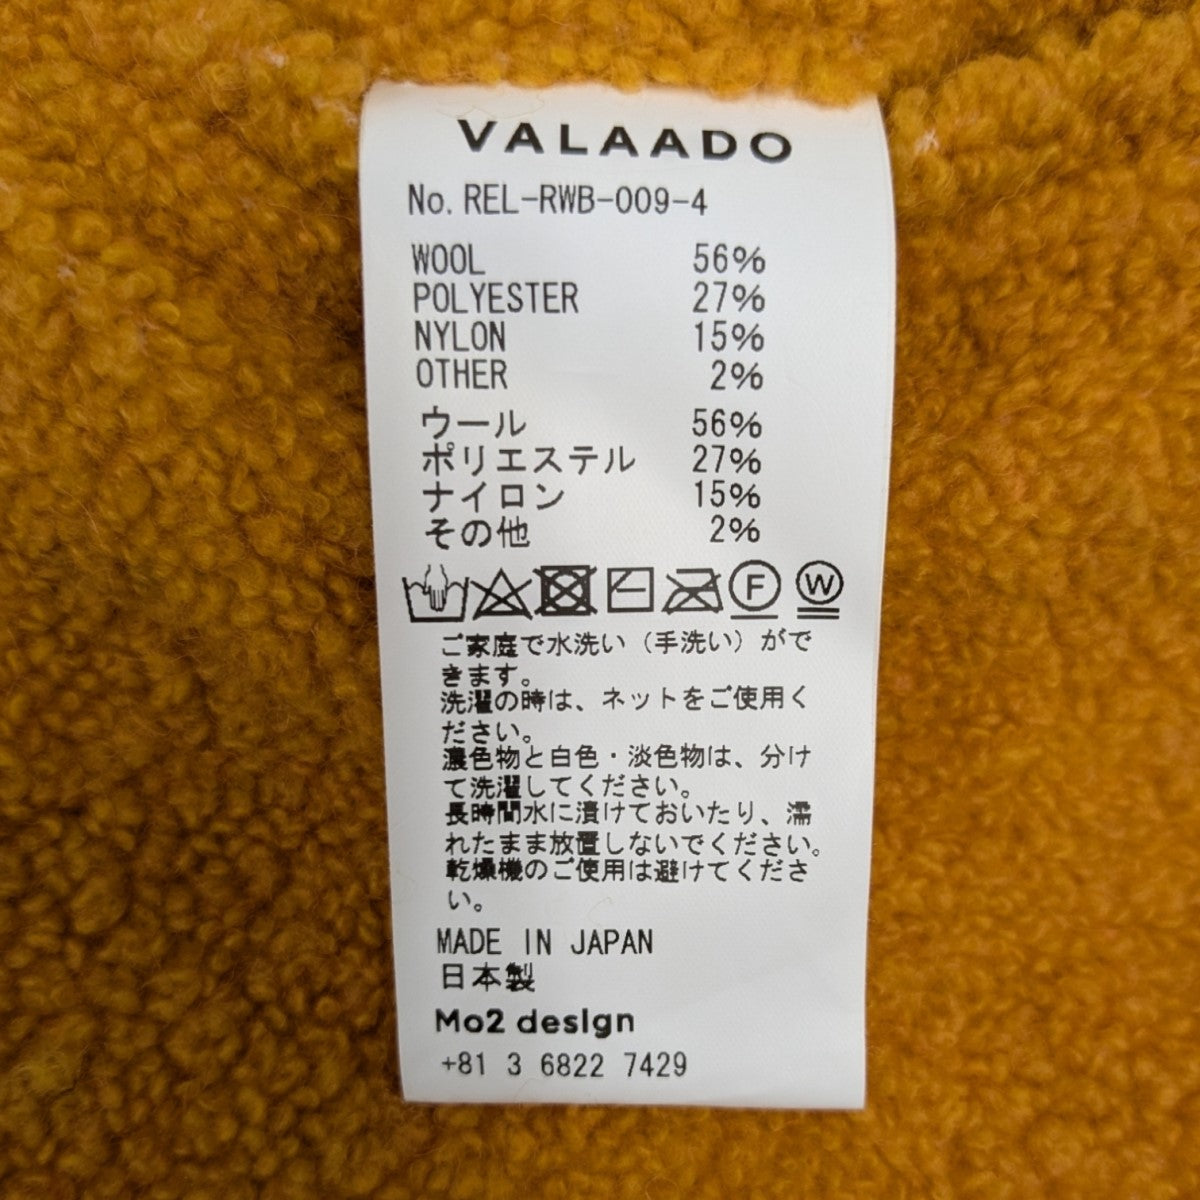 VALAADO
No. REL-RWB-009-4
WOOL 56%
POLYESTER 27%
NYLON 15%
OTHER 2%
ウール 56%
ポリエステル 27%
ナイロン 15%
その他 2%
F W
ご家庭で水洗い（手洗い）がで
きます。
洗濯の時は、ネットをご使用く
ださい。
濃色物と白色・淡色物は、分け
て洗濯してください。
長時間水に漬けておいたり、濡
れたまま放置しないでください。
乾燥機のご使用は避けてくださ
い。
MADE IN JAPAN
日本製
Mo2 design
+81 3 6822 7429